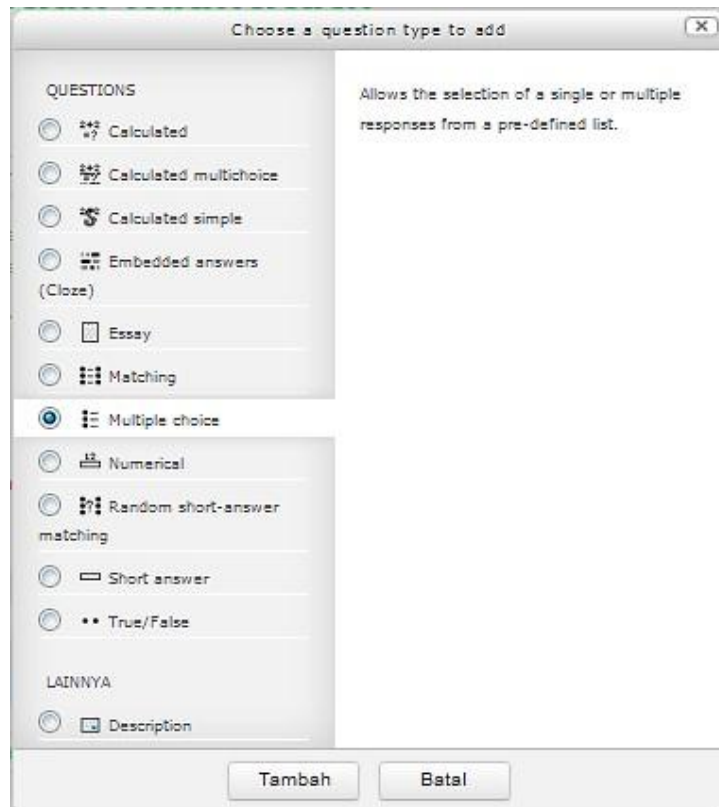 Choose a question type to add
QUESTIONS
Allows the selection of a single or multiple
responses from a pre-defined list.
Calculated
Calculated multichoice
Calculated simple
Embedded answers
(Cloze)
Essay
Matching
Multiple choice
Numerical
Random short-answer
matching
Short answer
True/False
LAINNYA
Description
Tambah
Batal